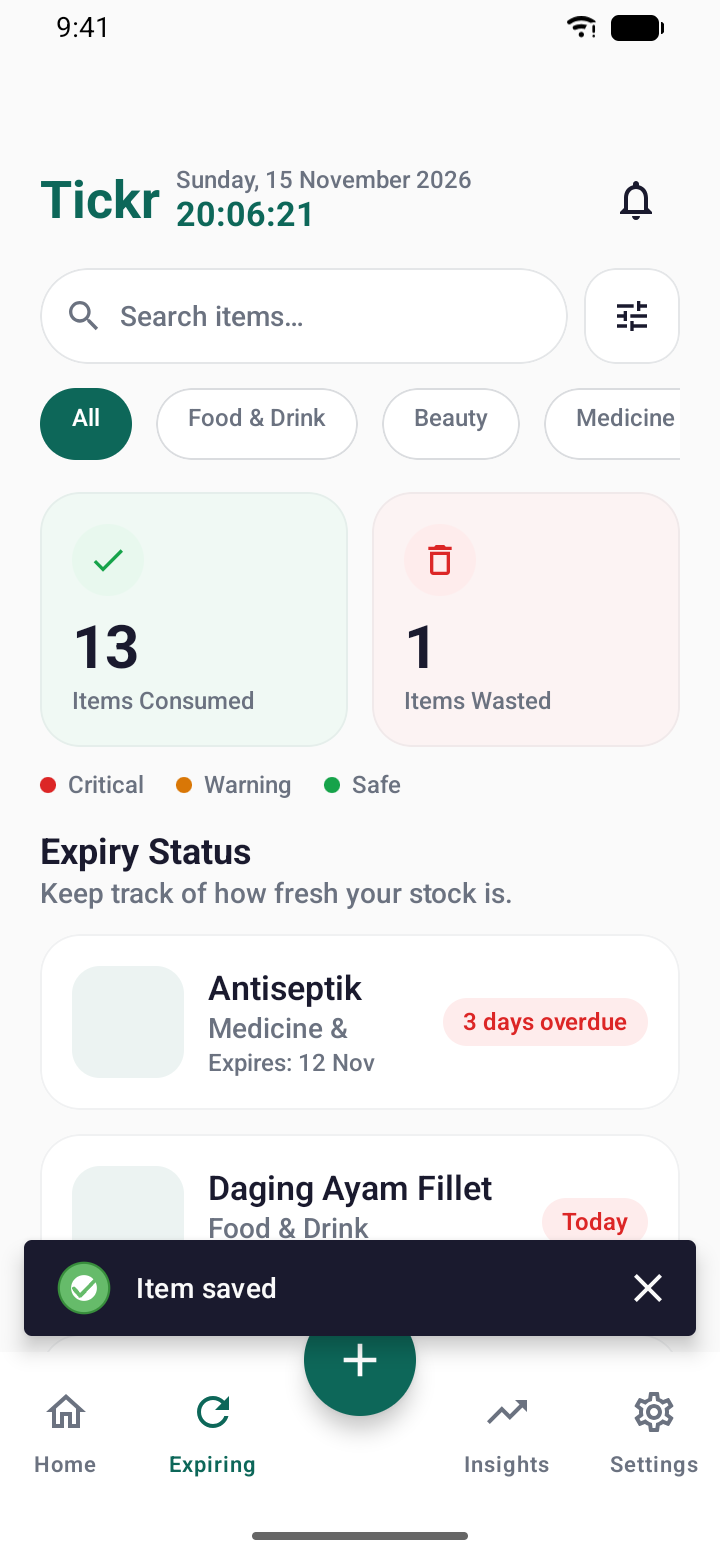 9:41
Tickr
Sunday, 15 November 2026
20:06:21
Search items...
All
Food & Drink
Beauty
Medicine
13
Items Consumed
1
Items Wasted
Critical
Warning
Safe
Expiry Status
Keep track of how fresh your stock is.
Antiseptik
Medicine &
Expires: 12 Nov
3 days overdue
Daging Ayam Fillet
Food & Drink
Today
Item saved
Home
Expiring
Insights
Settings